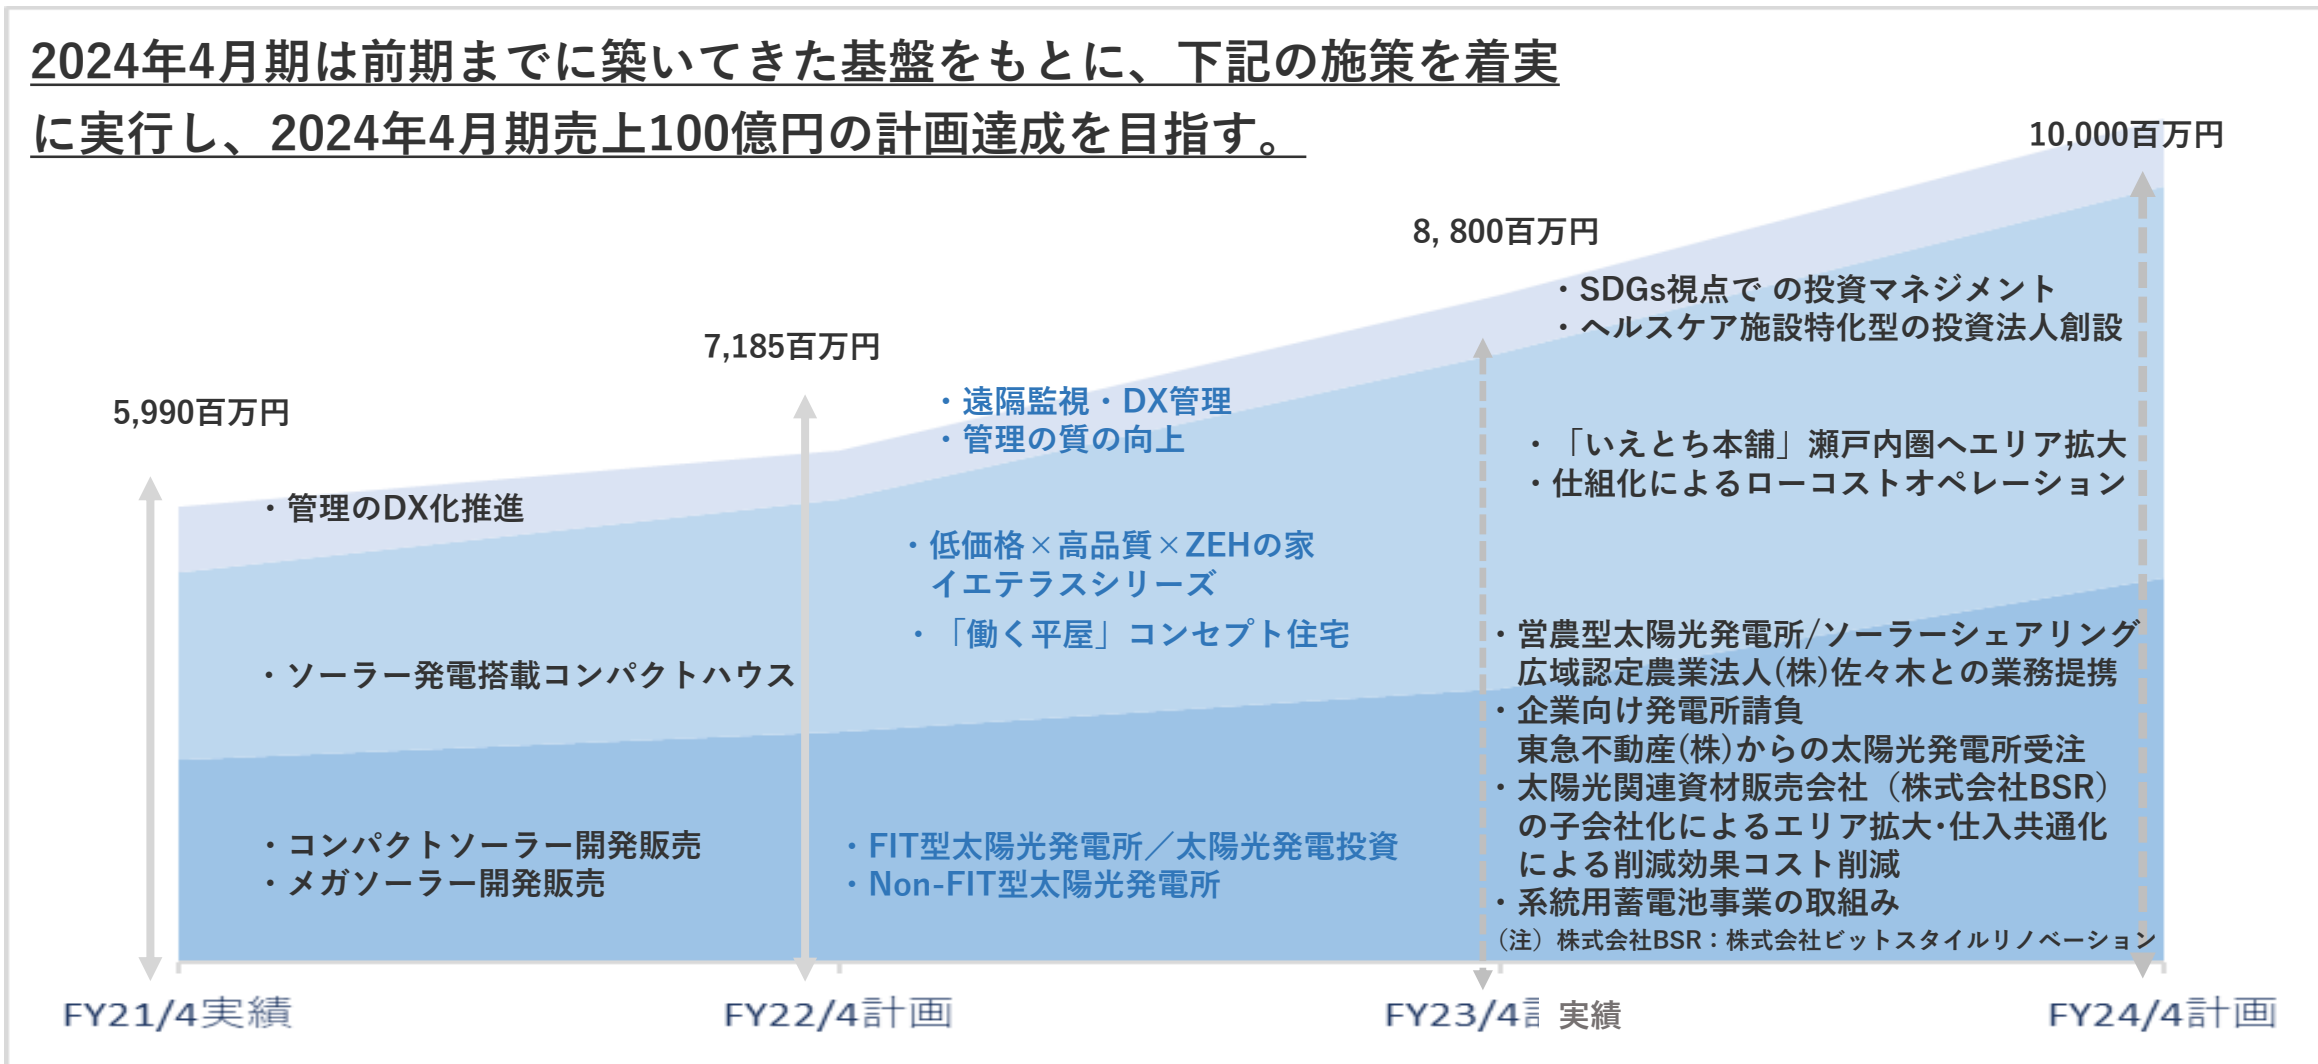 2024年4月期は前期までに築いてきた基盤をもとに、下記の施策を着実
に実行し、2024年4月期売上100億円の計画達成を目指す。
10,000百万円
8, 800百万円
7,185百万円
5,990百万円
・管理のDX化推進
・ソーラー発電搭載コンパクトハウス
・コンパクトソーラー開発販売
・メガソーラー開発販売
・遠隔監視・DX管理
・管理の質の向上
・低価格×高品質×ZEHの家
イエテラスシリーズ
・「働く平屋」コンセプト住宅
・FIT型太陽光発電所／太陽光発電投資
・Non-FIT型太陽光発電所
・SDGs視点で の投資マネジメント
・ヘルスケア施設特化型の投資法人創設
・「いえとち本舗」瀬戸内圏へエリア拡大
・仕組化によるローコストオペレーション
・営農型太陽光発電所/ソーラーシェアリング
広域認定農業法人(株)佐々木との業務提携
・企業向け発電所請負
東急不動産(株)からの太陽光発電所受注
・太陽光関連資材販売会社（株式会社BSR）
の子会社化によるエリア拡大･仕入共通化
による削減効果コスト削減
・系統用蓄電池事業の取組み
（注）株式会社BSR：株式会社ビットスタイルリノベーション
FY21/4実績
FY22/4計画
FY23/4 実績
FY24/4計画